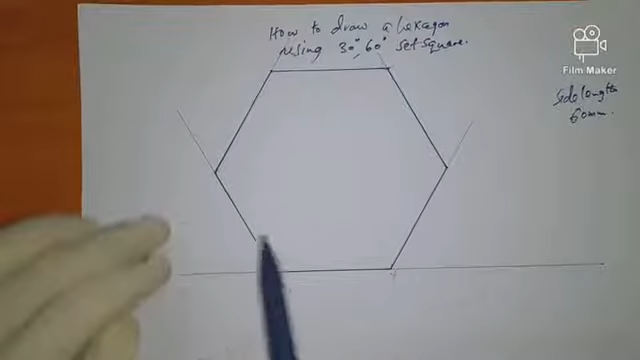 How to draw a hexagon
using 30°, 60° set square.
Film Maker
side length
60mm.